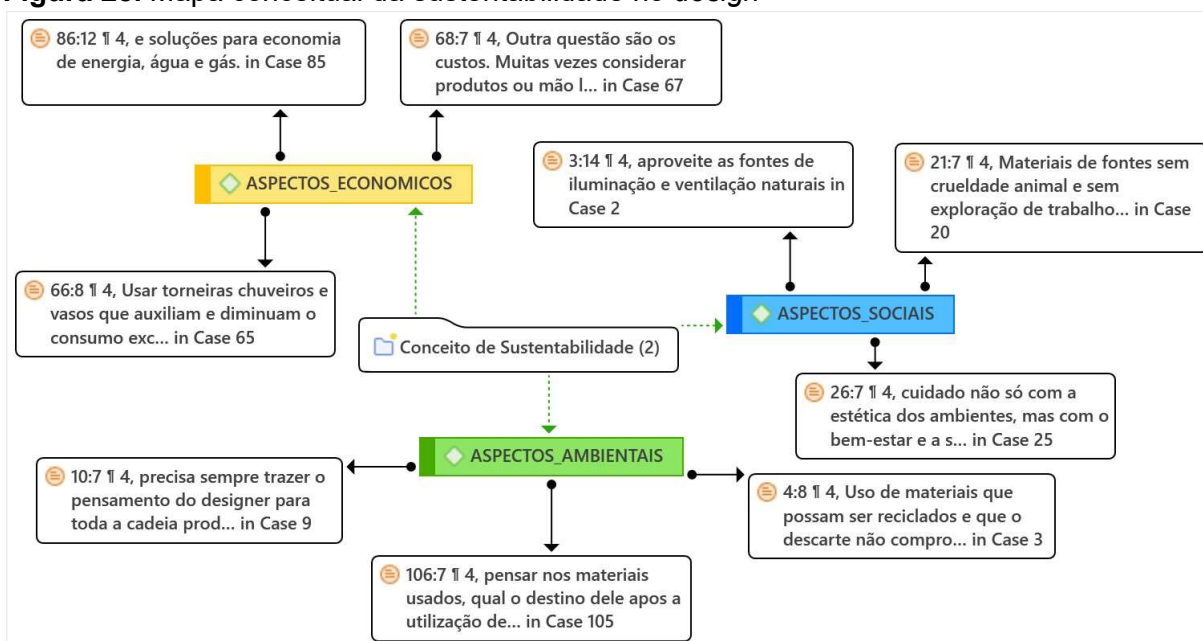 Figura Mapa conceitual da sustentabilidade no design
86:12 ¶ 4, e soluções para economia
de energia, água e gás. in Case 85
68:7 ¶ 4, Outra questão são os
custos. Muitas vezes considerar
produtos ou mão l... in Case 67
ASPECTOS_ECONOMICOS
3:14 ¶ 4, aproveite as fontes de
iluminação e ventilação naturais in
Case 2
21:7 ¶ 4, Materiais de fontes sem
crueldade animal e sem
exploração de trabalho... in Case
20
66:8 ¶ 4, Usar torneiras chuveiros e
vasos que auxiliam e diminuam o
consumo exc... in Case 65
ASPECTOS_SOCIAIS
Conceito de Sustentabilidade (2)
26:7 ¶ 4, cuidado não só com a
estética dos ambientes, mas com o
bem-estar e a s... in Case 25
ASPECTOS_AMBIENTAIS
10:7 ¶ 4, precisa sempre trazer o
pensamento do designer para
toda a cadeia prod... in Case 9
4:8 ¶ 4, Uso de materiais que
possam ser reciclados e que o
descarte não compro... in Case 3
106:7 ¶ 4, pensar nos materiais
usados, qual o destino dele apos a
utilização de... in Case 105